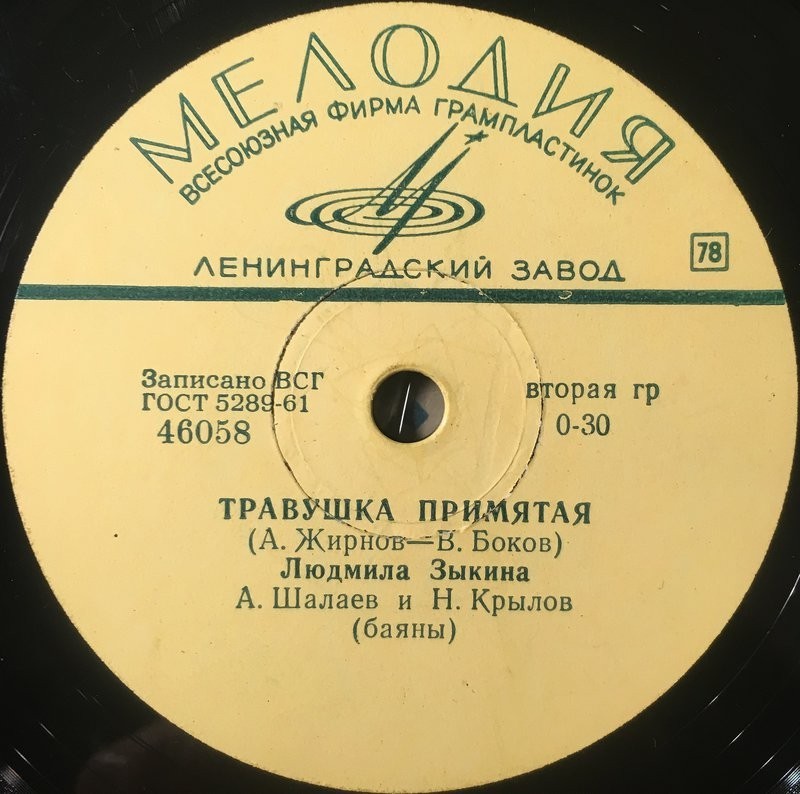 МЕЛОДИЯ
ВСЕСОЮЗНАЯ ФИРМА ГРАМПЛАСТИНОК
ЛЕНИНГРАДСКИЙ ЗАВОД
78
Записано ВСГ
ГОСТ 5289-61
46058
вторая гр
0-30
ТРАВУШКА ПРИМЯТАЯ
(А. Жирнов—В. Боков)
Людмила Зыкина
А. Шалаев и Н. Крылов
(баяны)